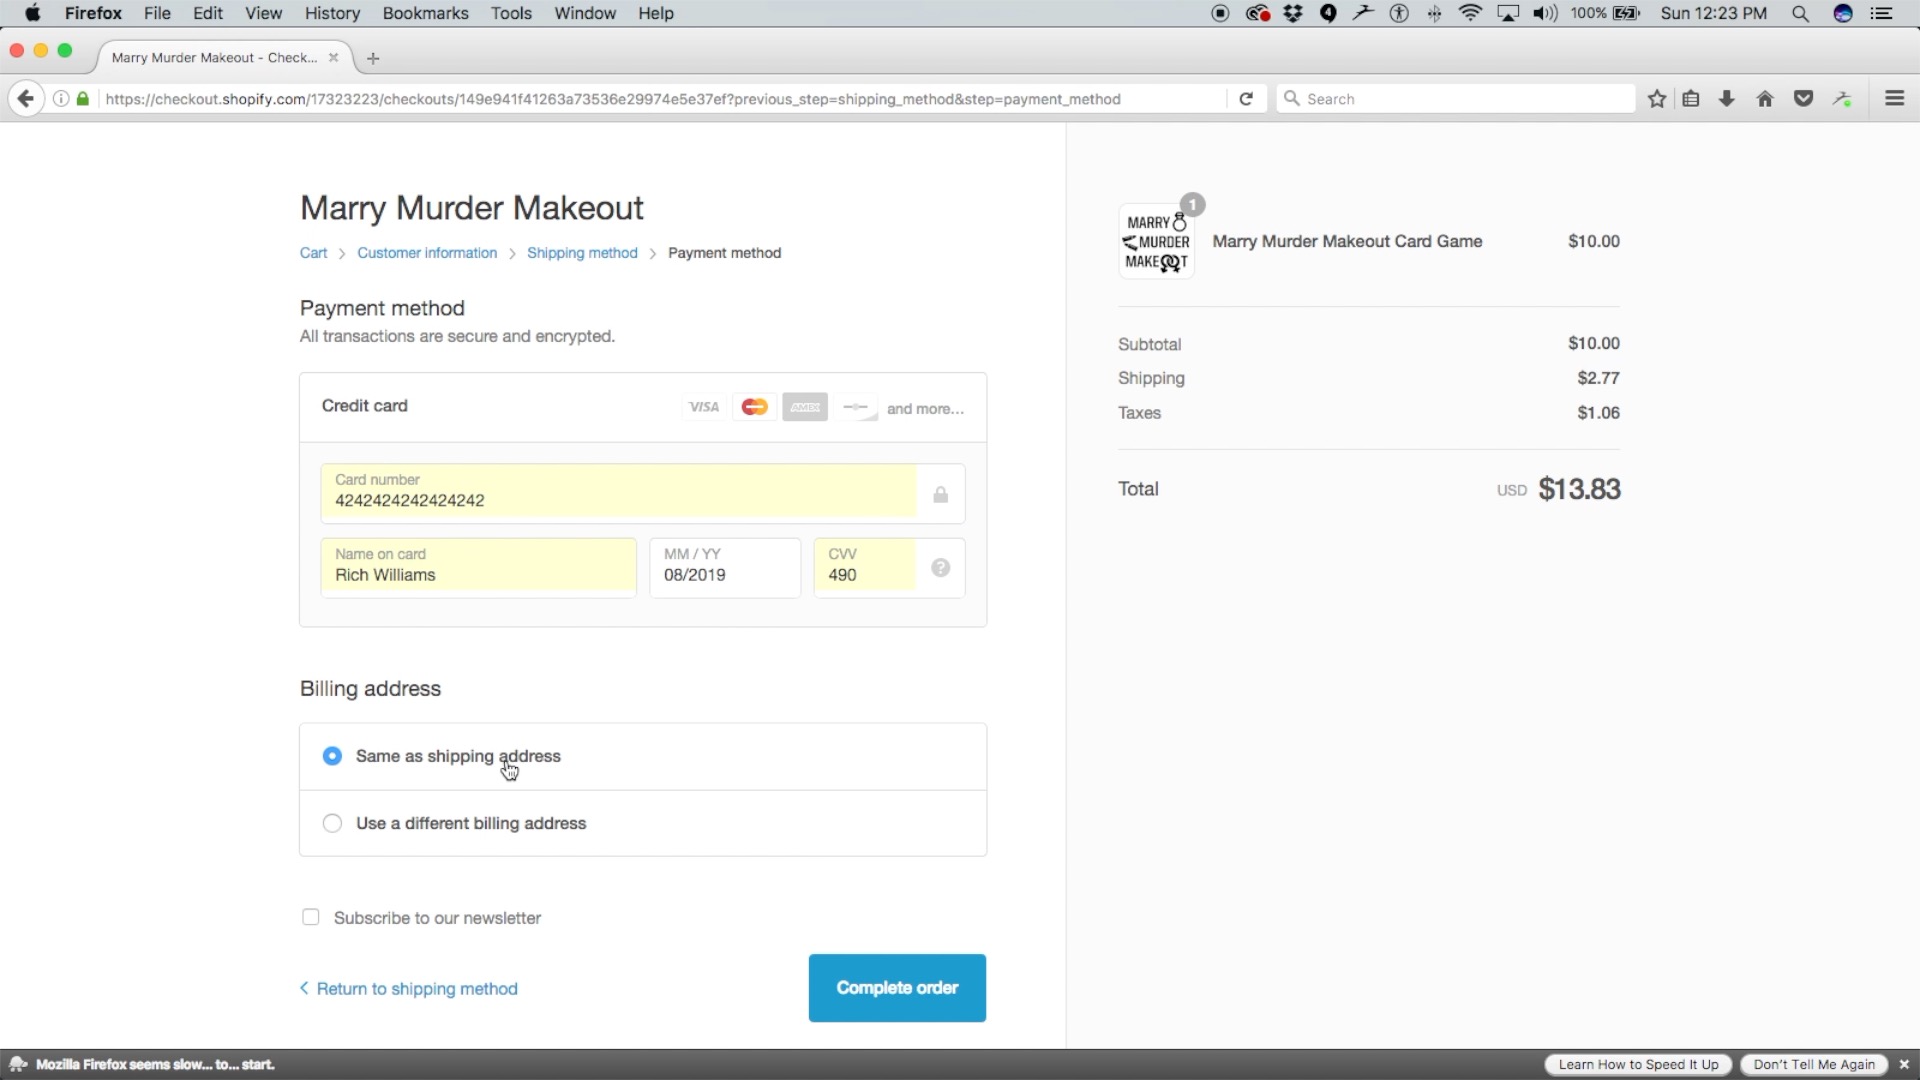 Firefox File Edit View History Bookmarks Tools Window Help 100% Sun 12:23 PM
Marry Murder Makeout - Check...
https://checkout.shopify.com/17323223/checkouts/149e941f41263a73536e29974e5e37ef?previous_step=shipping_method&step=payment_method Search
Marry Murder Makeout
Cart > Customer information > Shipping method > Payment method
Payment method
All transactions are secure and encrypted.
Credit card VISA AMEX and more...
Card number
4242424242424242
Name on card
Rich Williams
MM / YY
08/2019
CVV
490
Billing address
Same as shipping address
Use a different billing address
Subscribe to our newsletter
Return to shipping method
Complete order
1
MARRY
MURDER
MAKEOUT
Marry Murder Makeout Card Game $10.00
Subtotal $10.00
Shipping $2.77
Taxes $1.06
Total USD $13.83
Mozilla Firefox seems slow... to... start. Learn How to Speed It Up Don't Tell Me Again